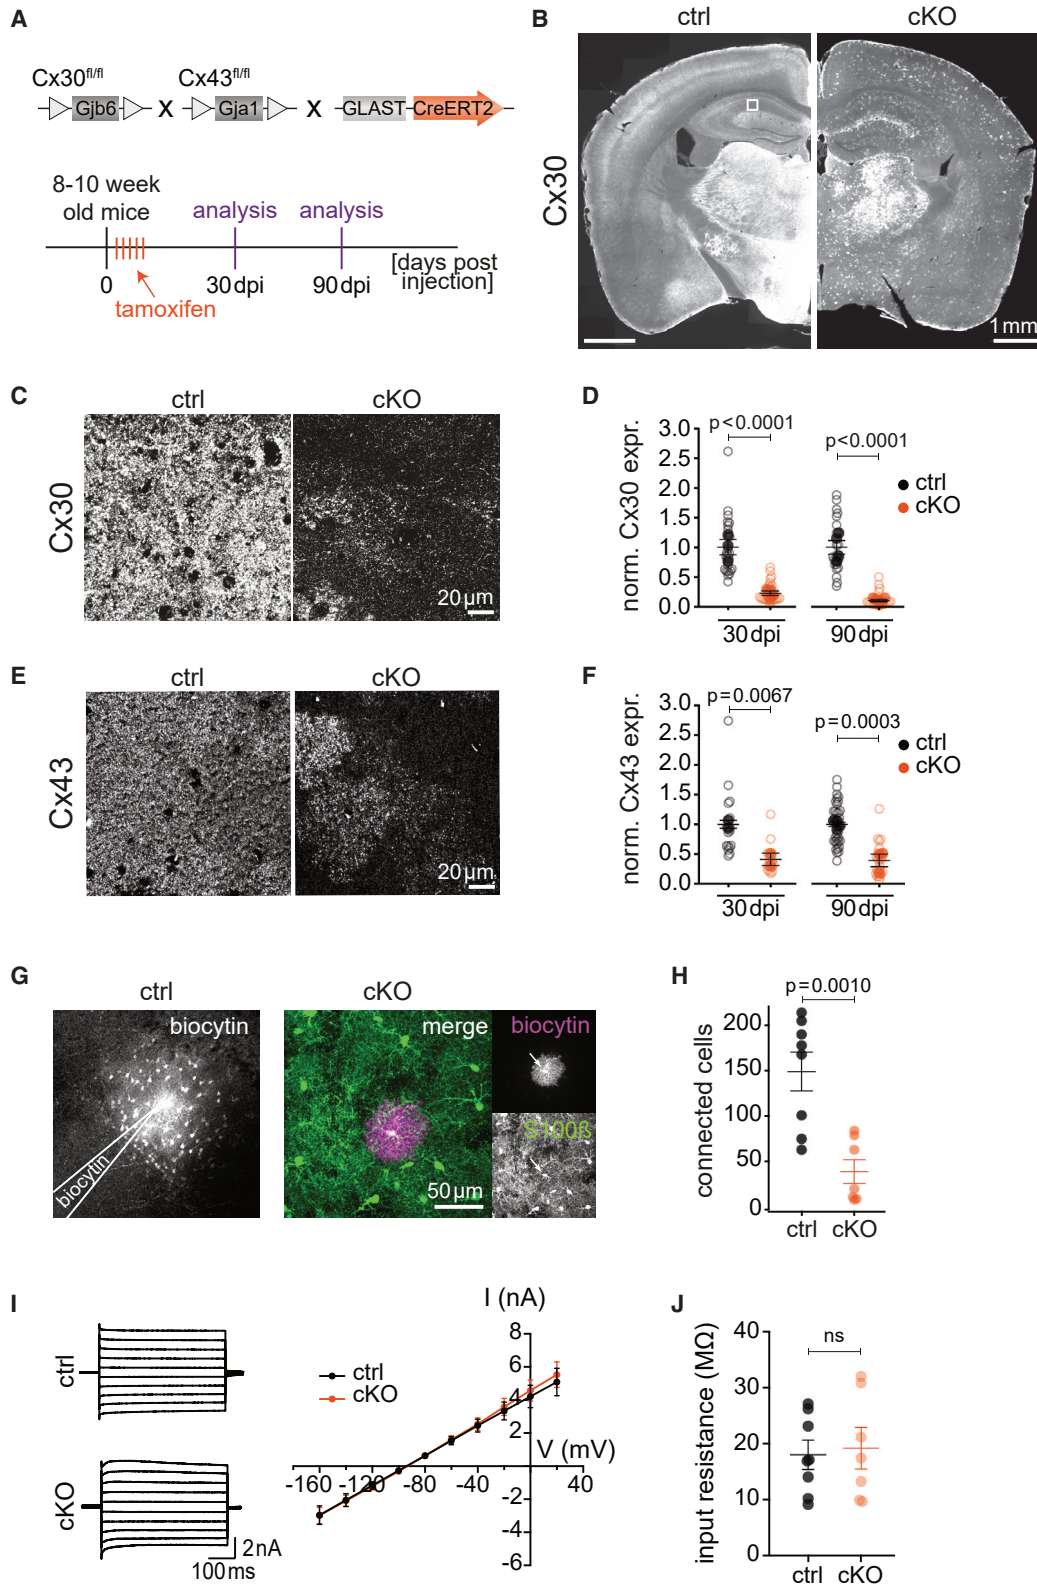 A
Cx30fl/fl
Cx43fl/fl
Gjb6
X
Gja1
X
GLAST
CreERT2
8-10 week
old mice
analysis
analysis
0
30 dpi
90 dpi
[days post
injection]
tamoxifen
B
ctrl
cKO
Cx30
1 mm
C
ctrl
cKO
Cx30
20 µm
D
norm. Cx30 expr.
3.0
2.5
2.0
1.5
1.0
0.5
0.0
p<0.0001
p<0.0001
ctrl
cKO
30 dpi
90 dpi
E
ctrl
cKO
Cx43
20 µm
F
norm. Cx43 expr.
3.0
2.5
2.0
1.5
1.0
0.5
0.0
p=0.0067
p=0.0003
ctrl
cKO
30 dpi
90 dpi
G
ctrl
cKO
biocytin
biocytin
merge
50 µm
biocytin
S100ß
H
p=0.0010
connected cells
200
150
100
50
0
ctrl
cKO
I
ctrl
cKO
2 nA
100 ms
ctrl
cKO
I (nA)
8
6
4
2
-2
-4
-6
V (mV)
-160
-120
-80
-40
40
J
input resistance (MΩ)
40
30
20
10
0
ns
ctrl
cKO